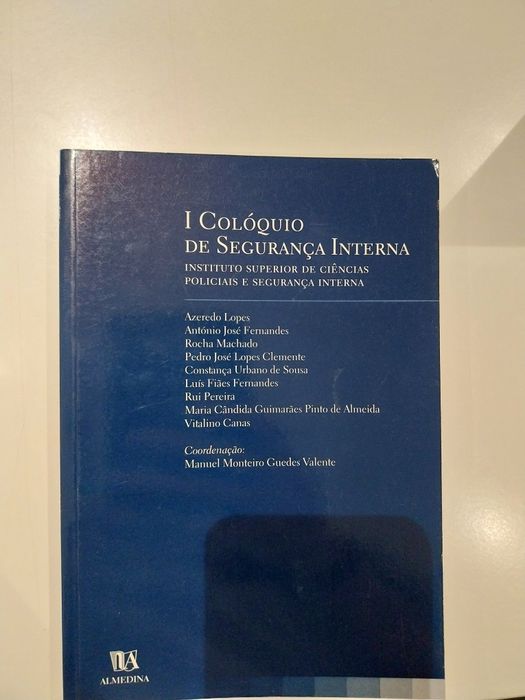 I Colóquio
de Segurança Interna
Instituto Superior de Ciências
Policiais e Segurança Interna
Azeredo Lopes
António José Fernandes
Rocha Machado
Pedro José Lopes Clemente
Constança Urbano de Sousa
Luís Fiães Fernandes
Rui Pereira
Maria Cândida Guimarães Pinto de Almeida
Vitalino Canas
Coordenação:
Manuel Monteiro Guedes Valente
ALMEDINA